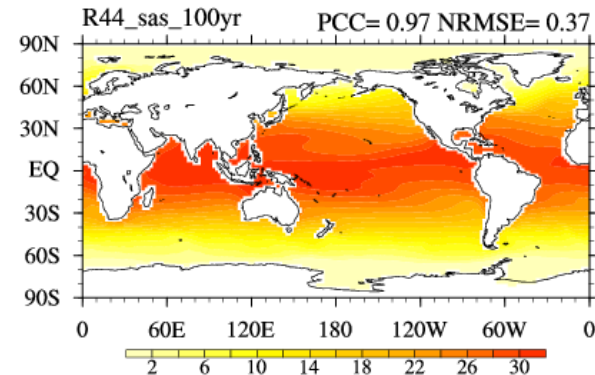 R44_sas_100yr PCC= 0.97 NRMSE= 0.37
90N
60N
30N
EQ
30S
60S
90S
0 60E 120E 180 120W 60W 0
2 6 10 14 18 22 26 30